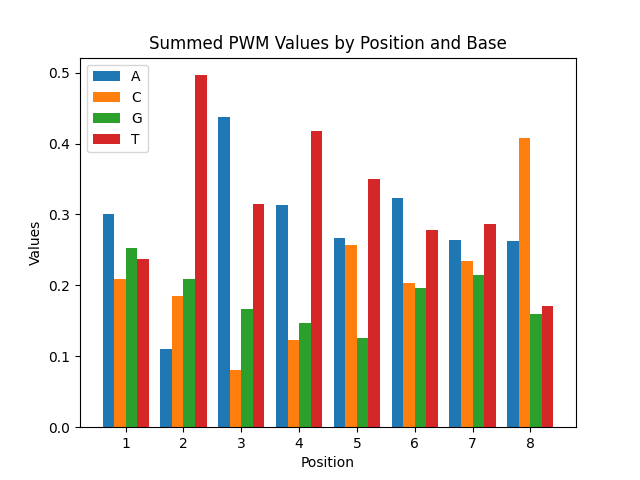 Summed PWM Values by Position and Base
A
C
G
T
0.5
0.4
0.3
0.2
0.1
0.0
Values
1 2 3 4 5 6 7 8
Position